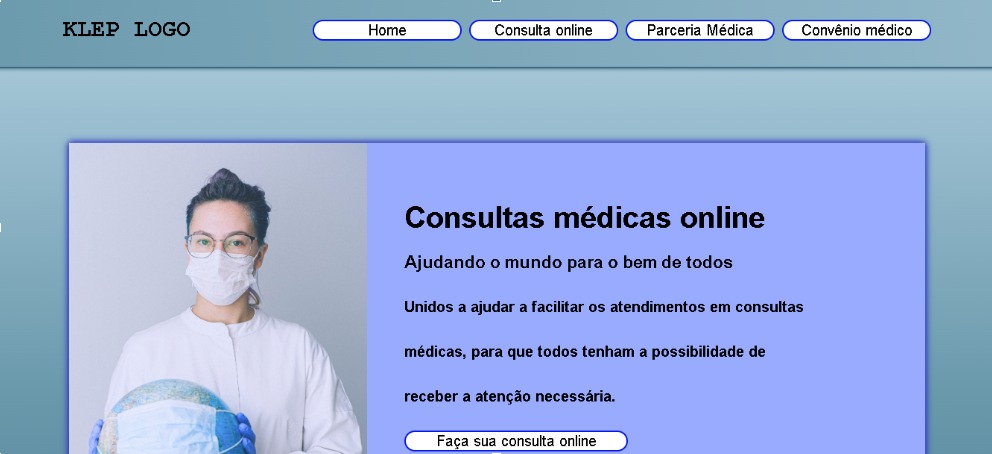 KLEP LOGO
Home
Consulta online
Parceria Médica
Convênio médico
Consultas médicas online
Ajudando o mundo para o bem de todos
Unidos a ajudar a facilitar os atendimentos em consultas
médicas, para que todos tenham a possibilidade de
receber a atenção necessária.
Faça sua consulta online